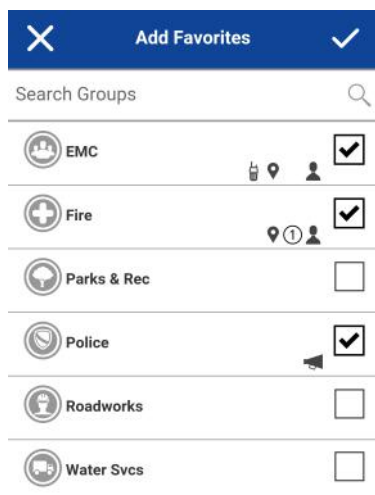 Add Favorites
Search Groups
EMC
Fire
1
Parks & Rec
Police
Roadworks
Water Svcs